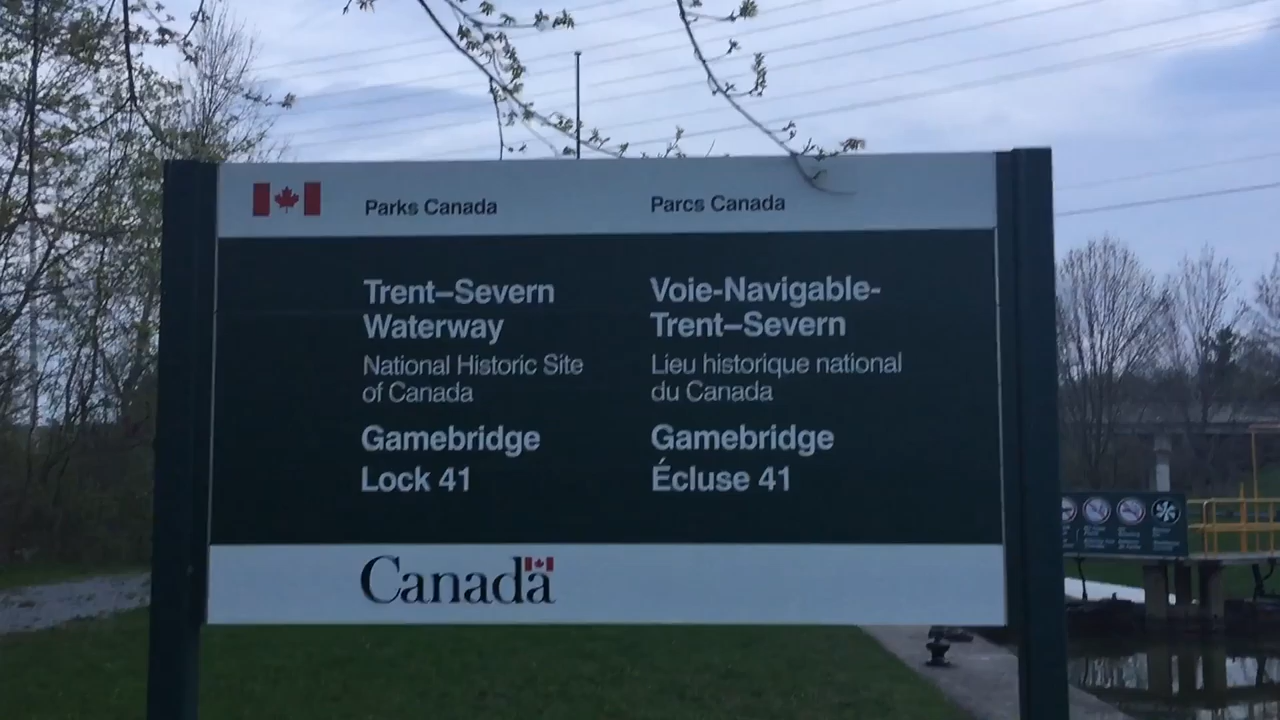 Parks Canada
Parcs Canada
Trent–Severn
Waterway
National Historic Site
of Canada
Gamebridge
Lock 41
Voie-Navigable-
Trent–Severn
Lieu historique national
du Canada
Gamebridge
Écluse 41
Canada